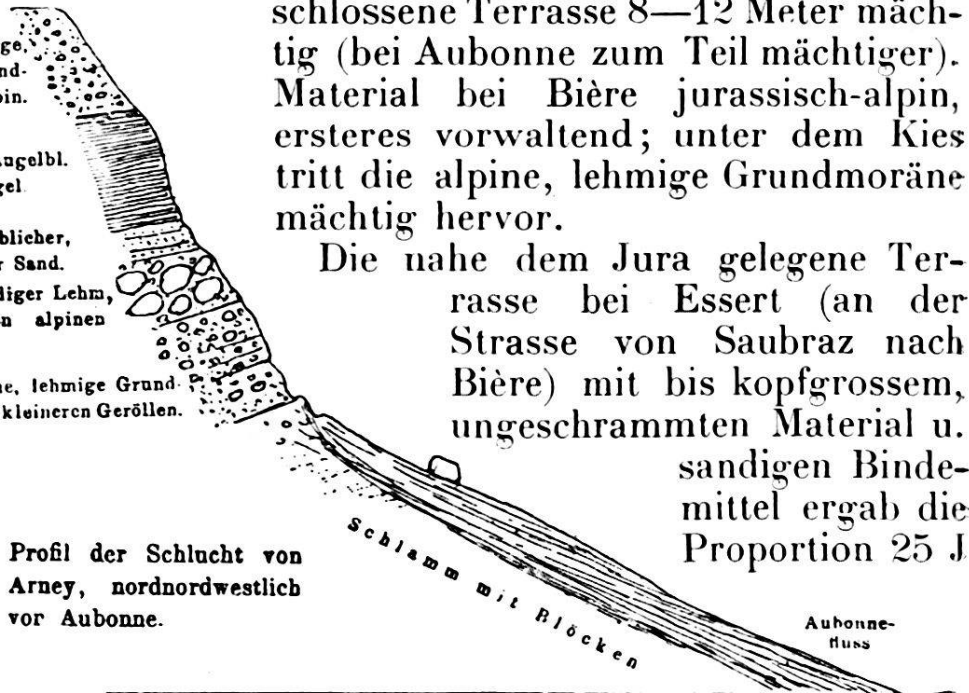 schlossene Terrasse 8—12 Meter mäch-
tig (bei Aubonne zum Teil mächtiger).
Material bei Bière jurassisch-alpin,
ersteres vorwaltend; unter dem Kies
tritt die alpine, lehmige Grundmoräne
mächtig hervor.
Die nahe dem Jura gelegene Ter-
rasse bei Essert (an der
Strasse von Saubraz nach
Bière) mit bis kopfgrossem,
ungeschrammten Material u.
sandigen Binde-
mittel ergab die
Proportion 25 J
r Sand.
diger Lehm,
n alpinen
ne, lehmige Grund-
kleineren Geröllen.
Schlamm mit Blöcken
Aubonne-
fluss
Profil der Schlucht von
Arney, nordnordwestlich
vor Aubonne.